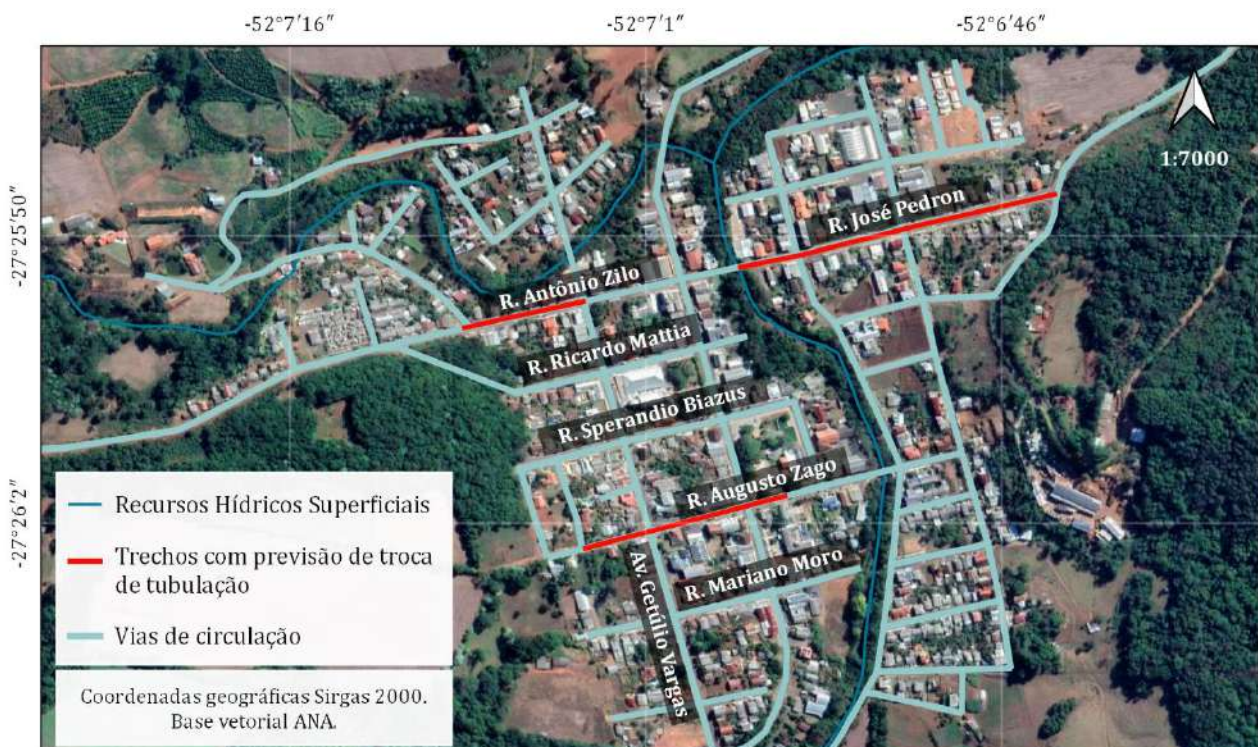 -52°7′16″
-52°7′1″
-52°6′46″
1:7000
-27°25′50″
R. José Pedron
R. Antônio Zilo
R. Ricardo Mattia
R. Sperandio Biazus
R. Augusto Zago
-27°26′2″
R. Mariano Moro
Av. Getúlio Vargas
Recursos Hídricos Superficiais
Trechos com previsão de troca
de tubulação
Vias de circulação
Coordenadas geográficas Sirgas 2000.
Base vetorial ANA.